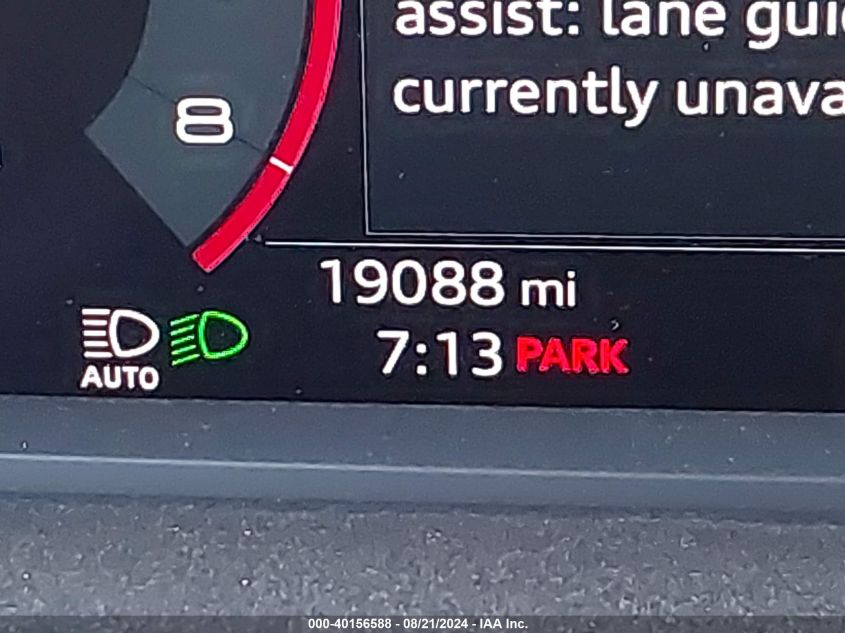 assist: lane gui
currently unava
8
19088 mi
7:13 PARK
AUTO
000-40156588 - 08/21/2024 - IAA Inc.